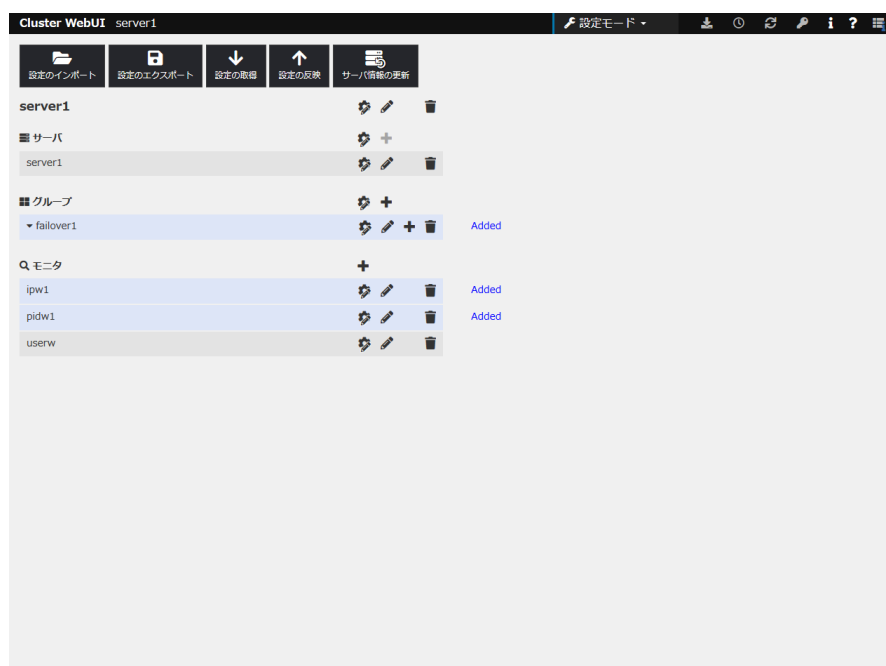 Cluster WebUI server1 設定モード
設定のインポート 設定のエクスポート 設定の取得 設定の反映 サーバ情報の更新
server1
サーバ
server1
グループ
failover1 Added
モニタ
ipw1 Added
pidw1 Added
userw